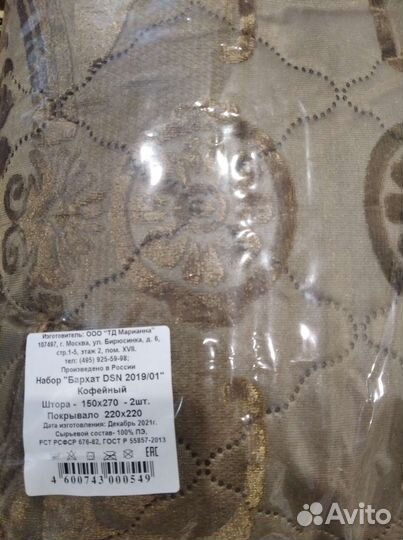 Изготовитель: ООО "ТД Марианна"
107497, г. Москва, ул. Бирюсинка, д. 6,
стр.1-5, этаж 2, пом. XVII.
тел: (495) 925-59-98;
Произведено в России
Набор "Бархат DSN 2019/01"
Кофейный
Штора - 150х270 - 2шт.
Покрывало 220х220
Дата изготовления: Декабрь 2021г.
Сырьевой состав- 100% ПЭ,
РСТ РСФСР 676-82, ГОСТ Р 55857-2013
EAC
4 600743 000549
Avito